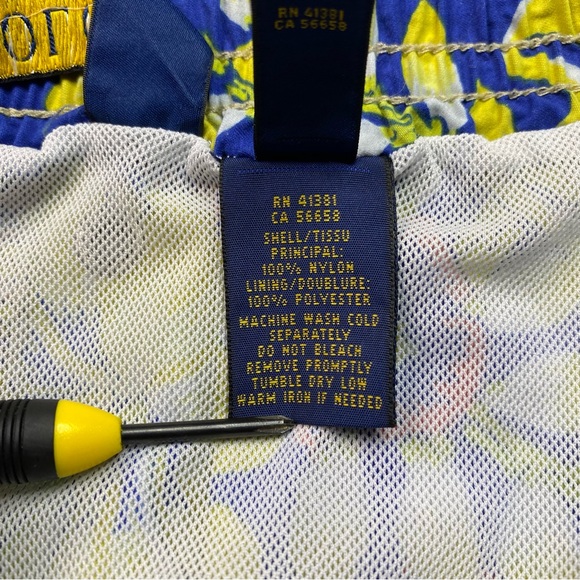 RN 41381
CA 56658
RN 41381
CA 56658
SHELL/TISSU
PRINCIPAL:
100% NYLON
LINING/DOUBLURE:
100% POLYESTER
MACHINE WASH COLD
SEPARATELY
DO NOT BLEACH
REMOVE PROMPTLY
TUMBLE DRY LOW
WARM IRON IF NEEDED